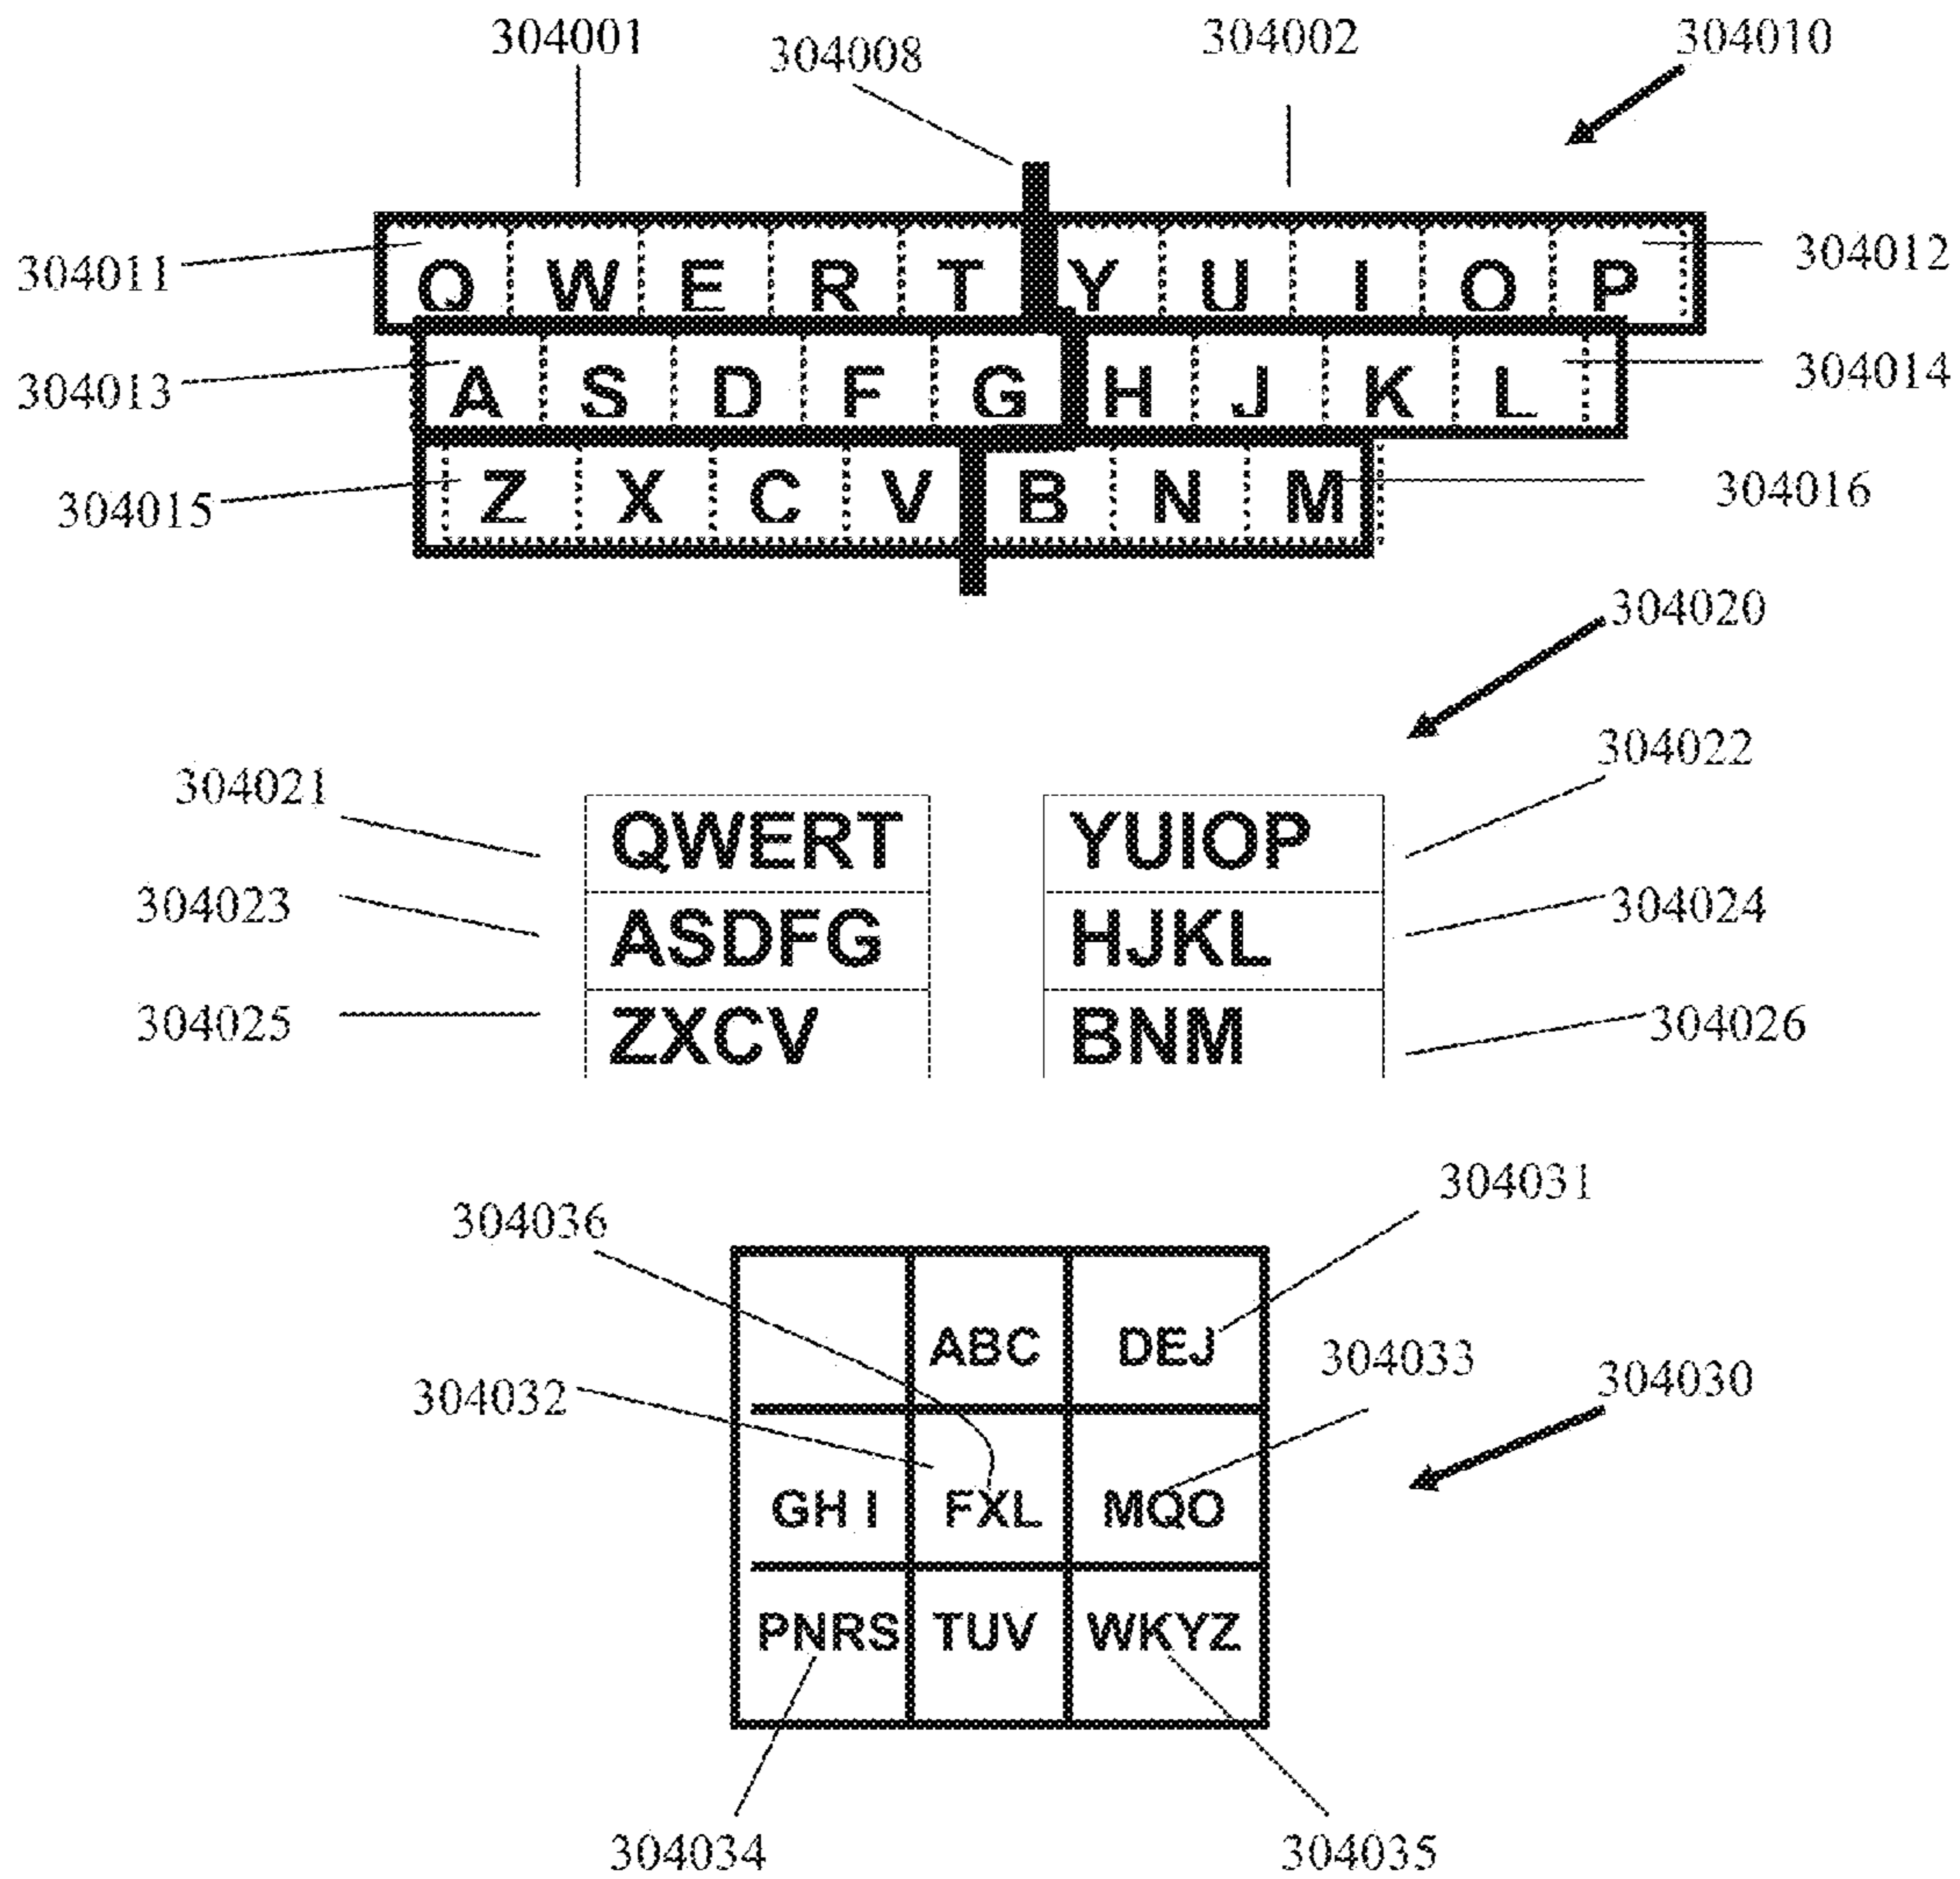 304001 304008 304002 304010
304011 Q W E R T Y U I O P 304012
304013 A S D F G H J K L 304014
304015 Z X C V B N M 304016
304020
304022
304021 QWERT YUIOP
304023 ASDFG HJKL 304024
304025 ZXCV BNM 304026
304031
304036
ABC DEJ 304033
304032 304030
GH I FXL MQO
PNRS TUV WKYZ
304034 304035